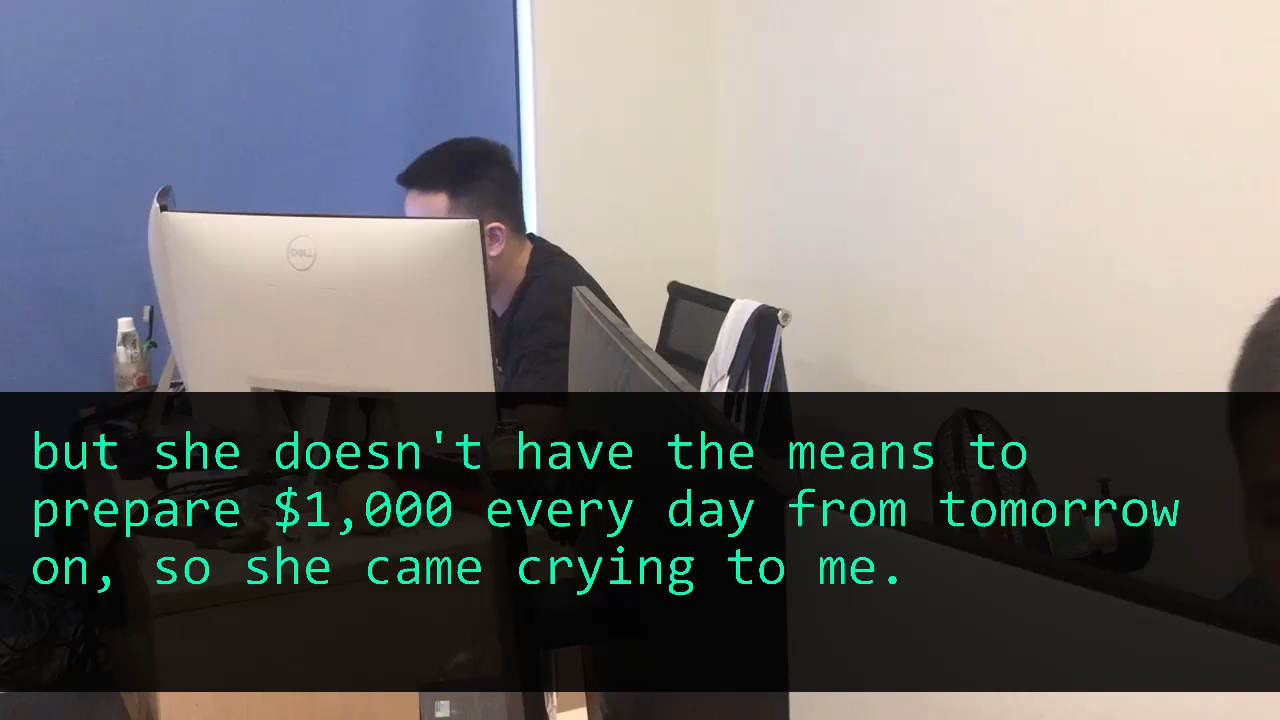 DELL
but she doesn't have the means to
prepare $1,000 every day from tomorrow
on, so she came crying to me.